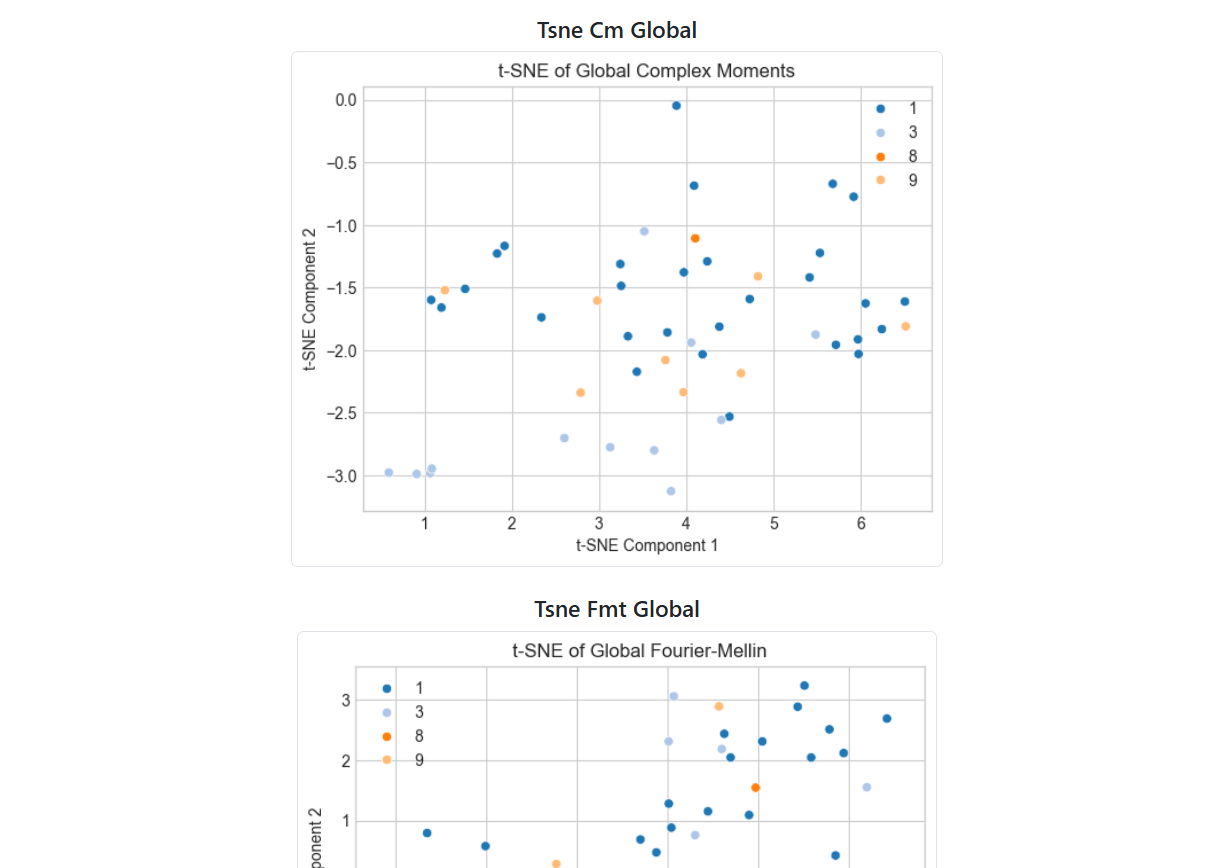 Tsne Cm Global
t-SNE of Global Complex Moments
0.0
−0.5
−1.0
−1.5
−2.0
−2.5
−3.0
t-SNE Component 2
1
3
8
9
1 2 3 4 5 6
t-SNE Component 1
Tsne Fmt Global
t-SNE of Global Fourier-Mellin
3
2
1
ponent 2
1
3
8
9